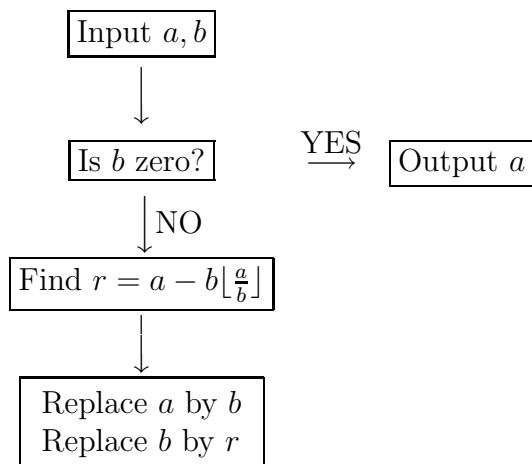 Input a, b
Is b zero?
YES
Output a
NO
Find r = a − b⌊a/b⌋
Replace a by b
Replace b by r